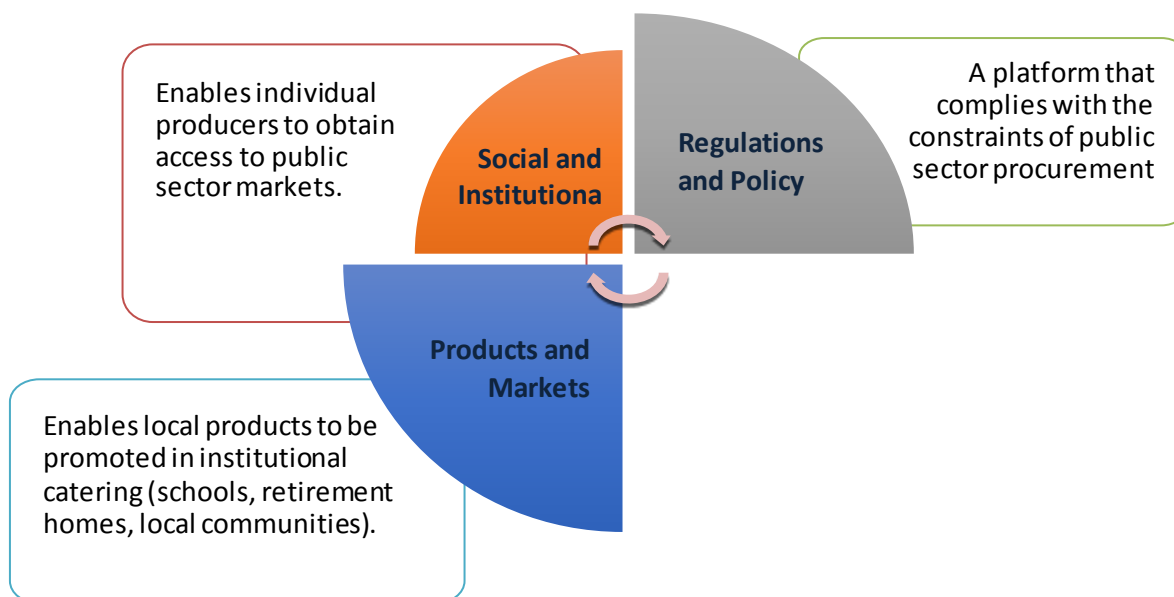 Enables individual
producers to obtain
access to public
sector markets.
Social and
Institutiona
Regulations
and Policy
A platform that
complies with the
constraints of public
sector procurement
Products and
Markets
Enables local products to be
promoted in institutional
catering (schools, retirement
homes, local communities).